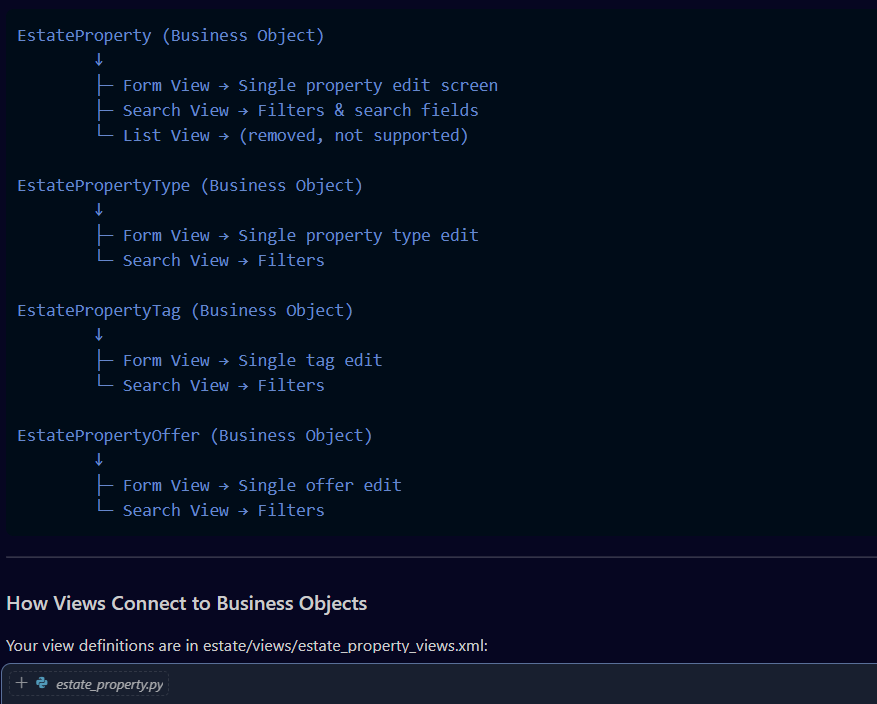 EstateProperty (Business Object)
↓
├─ Form View → Single property edit screen
├─ Search View → Filters & search fields
└─ List View → (removed, not supported)
EstatePropertyType (Business Object)
↓
├─ Form View → Single property type edit
└─ Search View → Filters
EstatePropertyTag (Business Object)
↓
├─ Form View → Single tag edit
└─ Search View → Filters
EstatePropertyOffer (Business Object)
↓
├─ Form View → Single offer edit
└─ Search View → Filters
How Views Connect to Business Objects
Your view definitions are in estate/views/estate_property_views.xml:
+ estate_property.py